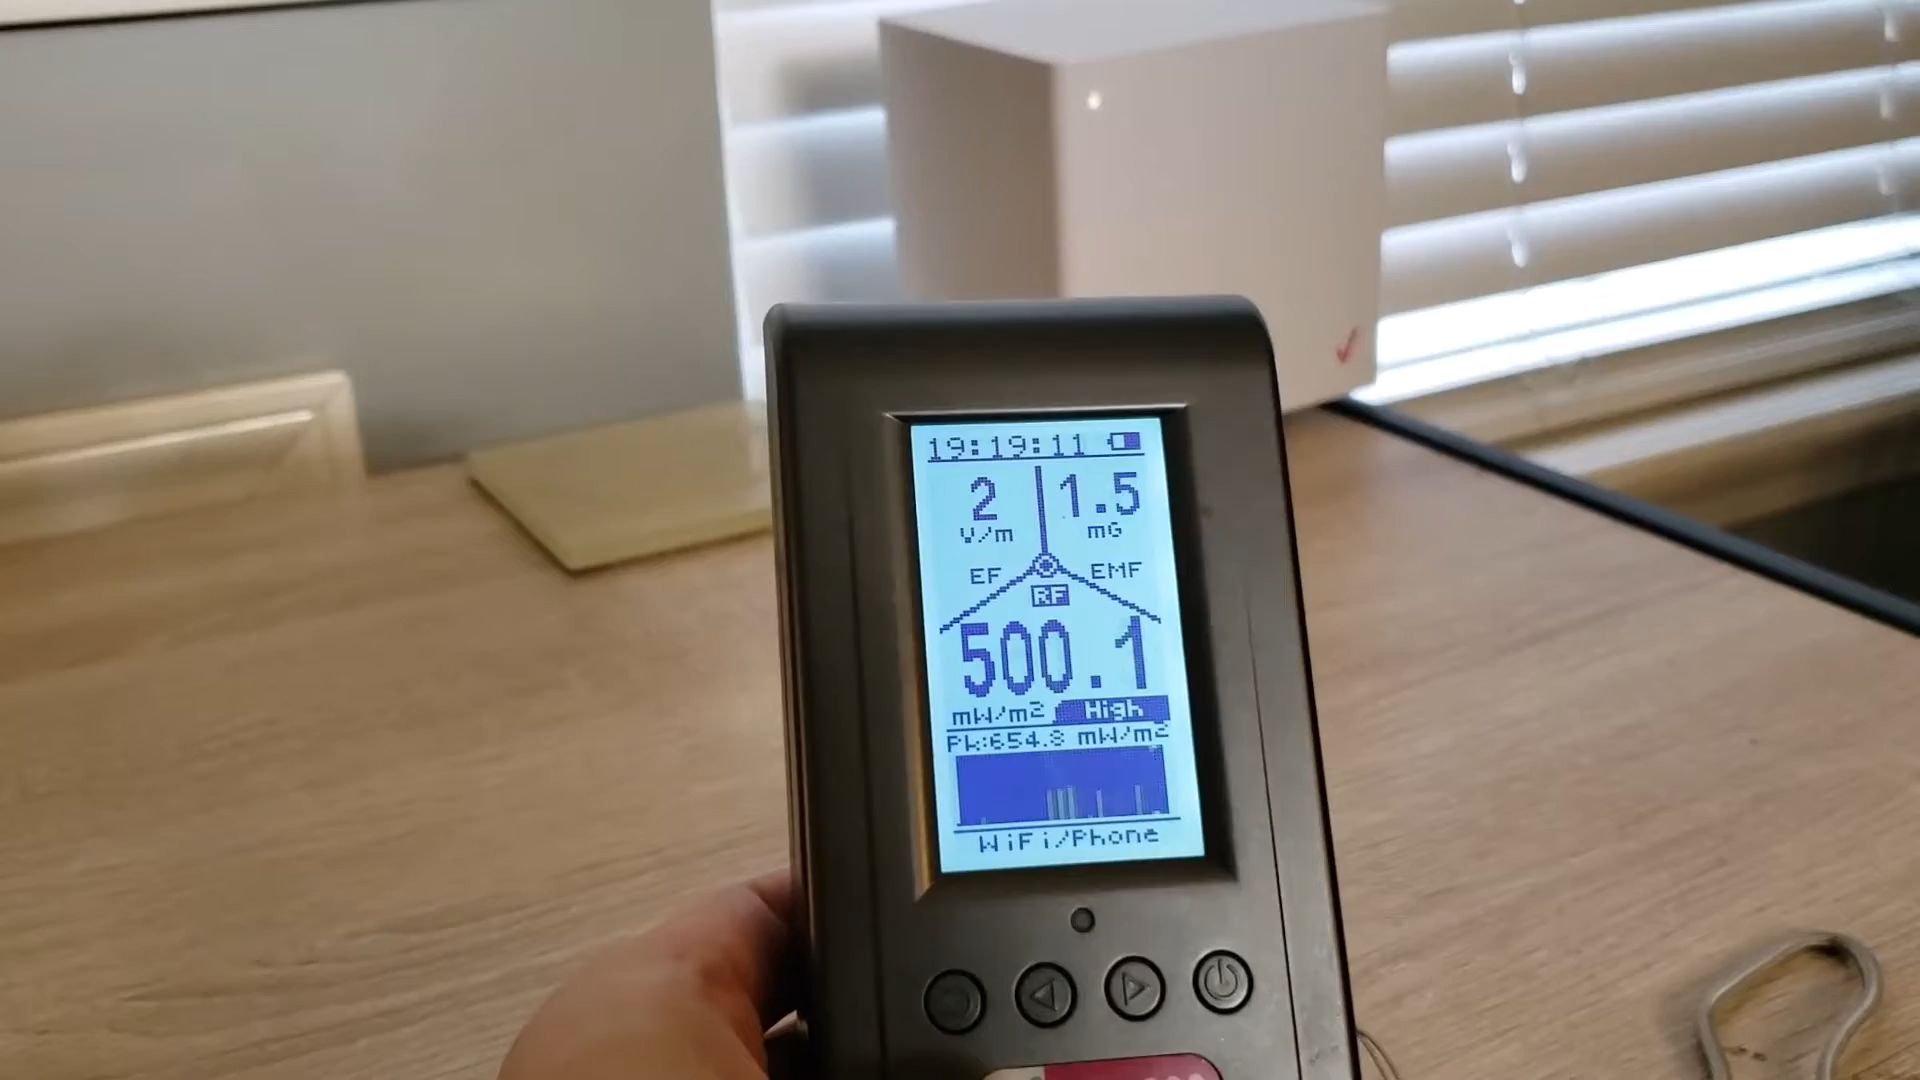 19:19:11
2 1.5
V/m mG
EF EMF
RF
500.1
mW/m2 High
Pk:654.8 mW/m2
WiFi/Phone